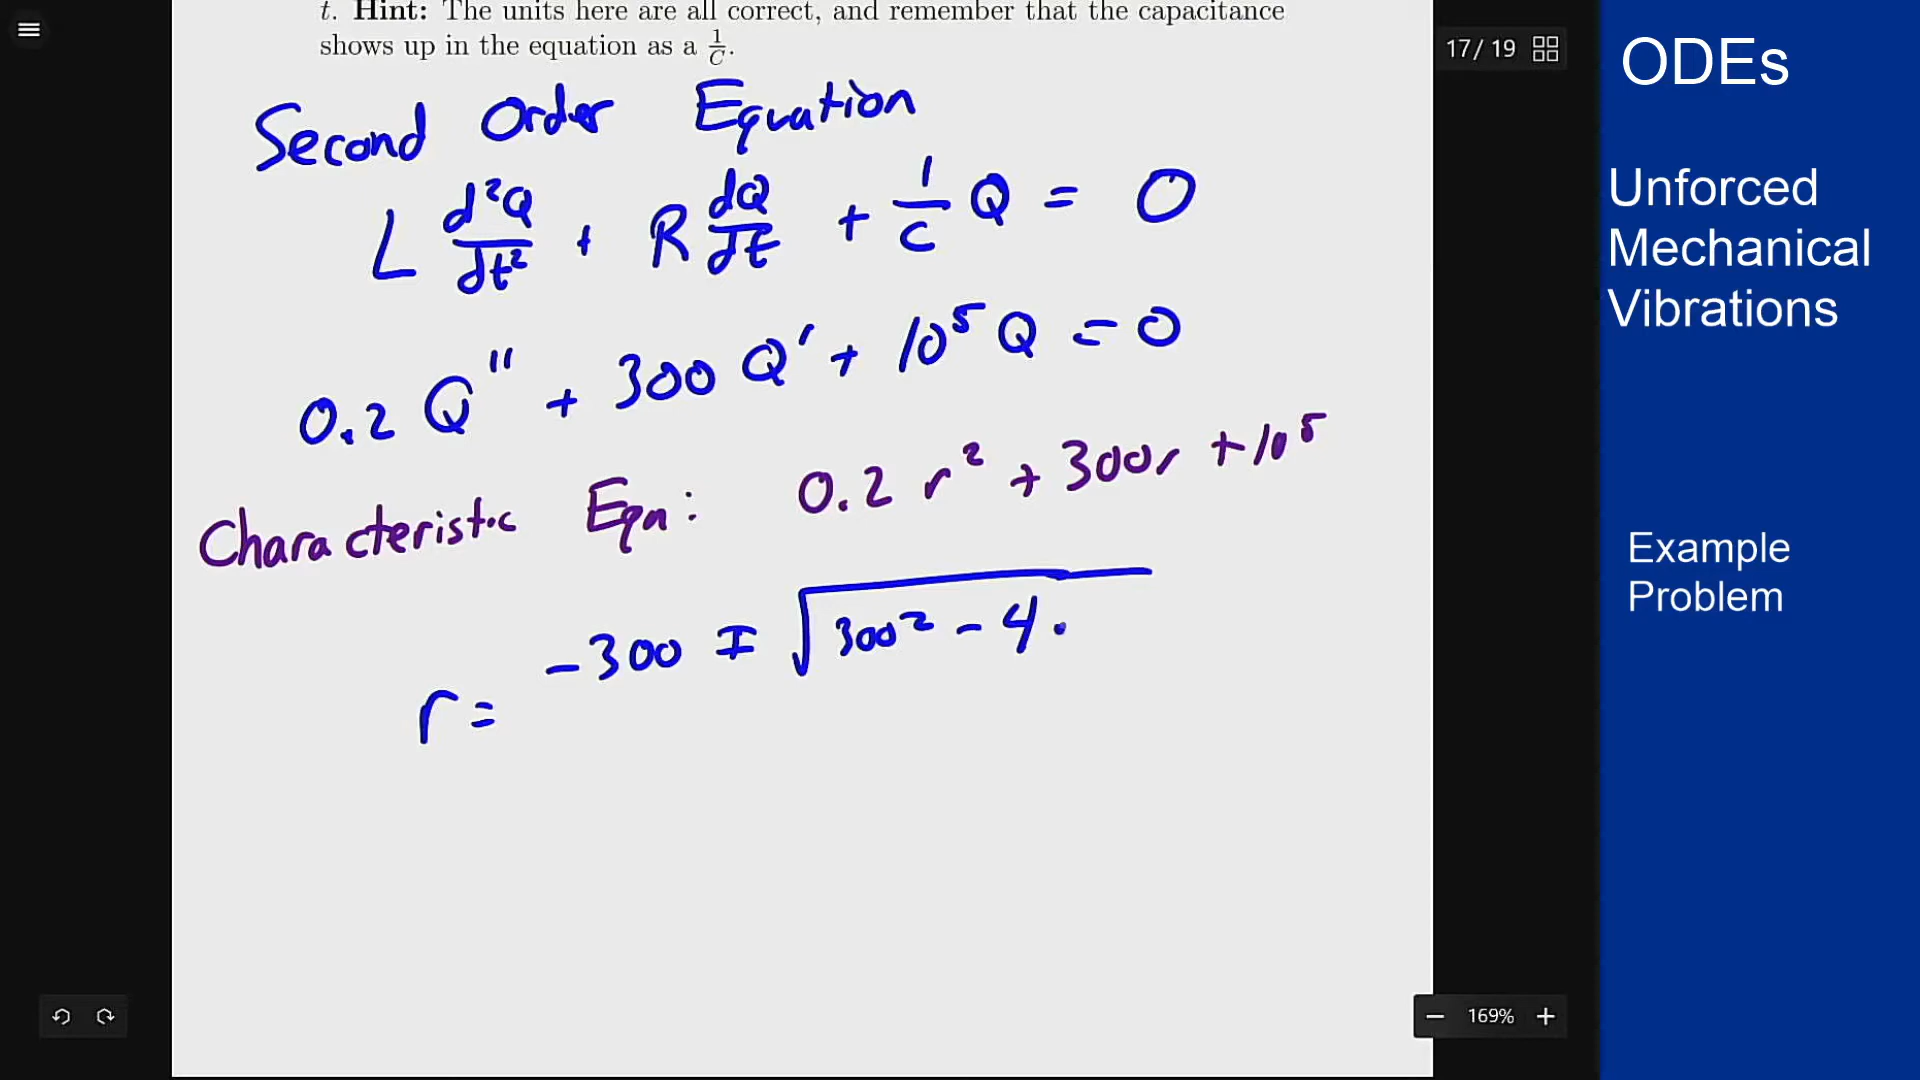 t. Hint: The units here are all correct, and remember that the capacitance
shows up in the equation as a 1/C.
Second Order Equation
L d²Q/dt² + R dQ/dt + 1/C Q = 0
0.2 Q'' + 300 Q' + 10⁵ Q = 0
Characteristic Eqn: 0.2 r² + 300r + 10⁵
r = -300 ± √300² - 4 ·
17/ 19
ODEs
Unforced
Mechanical
Vibrations
Example
Problem
− 169% +